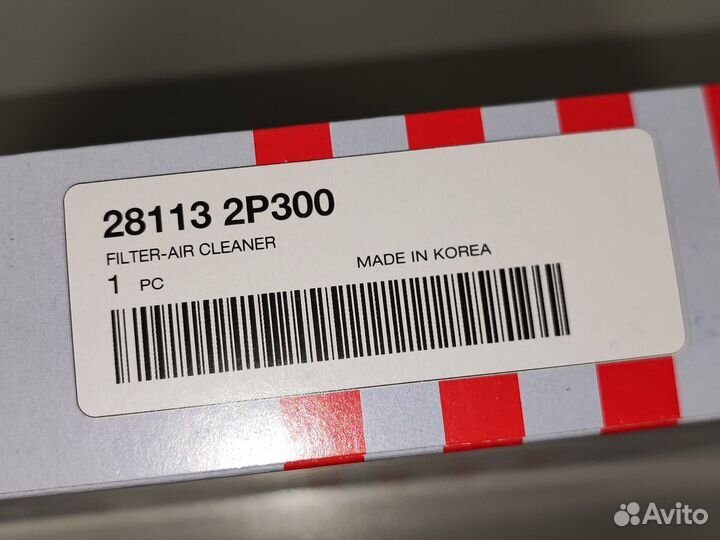 28113 2P300
FILTER-AIR CLEANER
1 PC
MADE IN KOREA
Avito